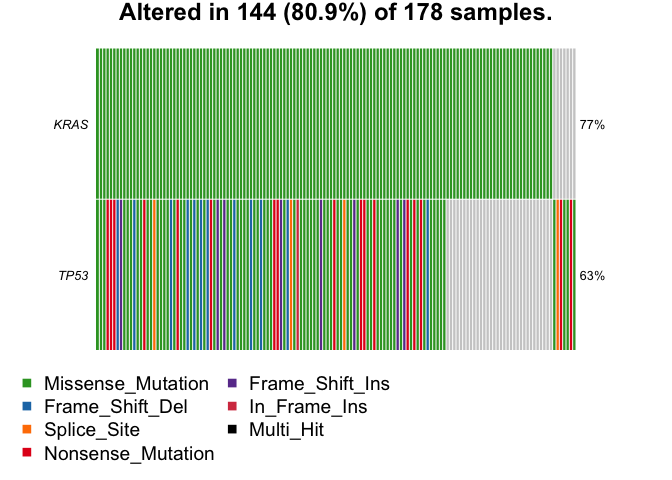 Altered in 144 (80.9%) of 178 samples.
KRAS
77%
TP53
63%
Missense_Mutation
Frame_Shift_Del
Splice_Site
Nonsense_Mutation
Frame_Shift_Ins
In_Frame_Ins
Multi_Hit